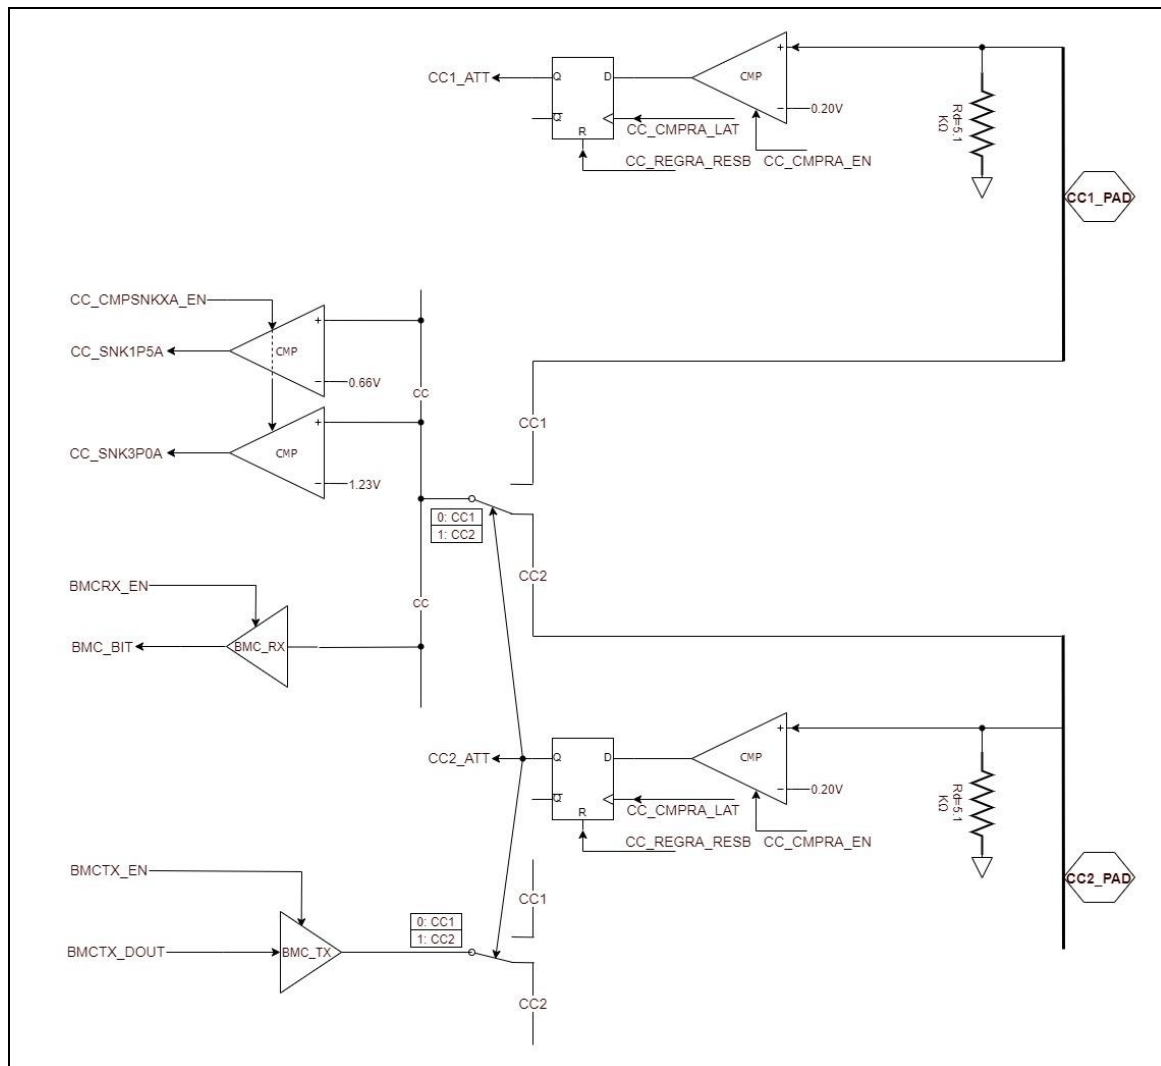 CMP
+
−
0.20V
Q
D
Q
R
CC1_ATT
CC_CMPRA_LAT
CC_REGRA_RESB
CC_CMPRA_EN
Rd=5.1
KΩ
CC1_PAD
CC_CMPSNKXA_EN
+
CC_SNK1P5A
CMP
−
0.66V
CC
+
CC1
CC_SNK3P0A
CMP
−
1.23V
0: CC1
1: CC2
CC2
BMCRX_EN
CC
BMC_BIT
BMC_RX
+
CC2_ATT
Q
D
CMP
−
0.20V
Q
R
CC_CMPRA_LAT
CC_REGRA_RESB
CC_CMPRA_EN
Rd=5.1
KΩ
CC2_PAD
BMCTX_EN
CC1
0: CC1
1: CC2
BMCTX_DOUT
BMC_TX
CC2